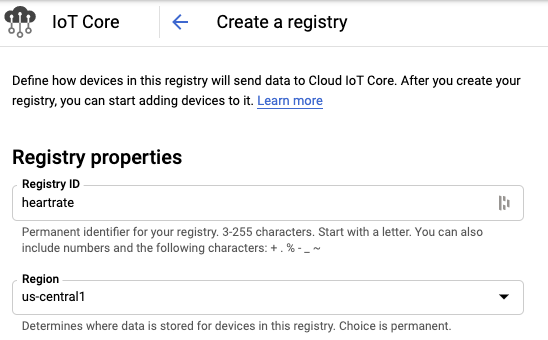 IoT Core
Create a registry
Define how devices in this registry will send data to Cloud IoT Core. After you create your
registry, you can start adding devices to it. Learn more
Registry properties
Registry ID
heartrate
Permanent identifier for your registry. 3-255 characters. Start with a letter. You can also
include numbers and the following characters: + . % - _ ~
Region
us-central1
Determines where data is stored for devices in this registry. Choice is permanent.